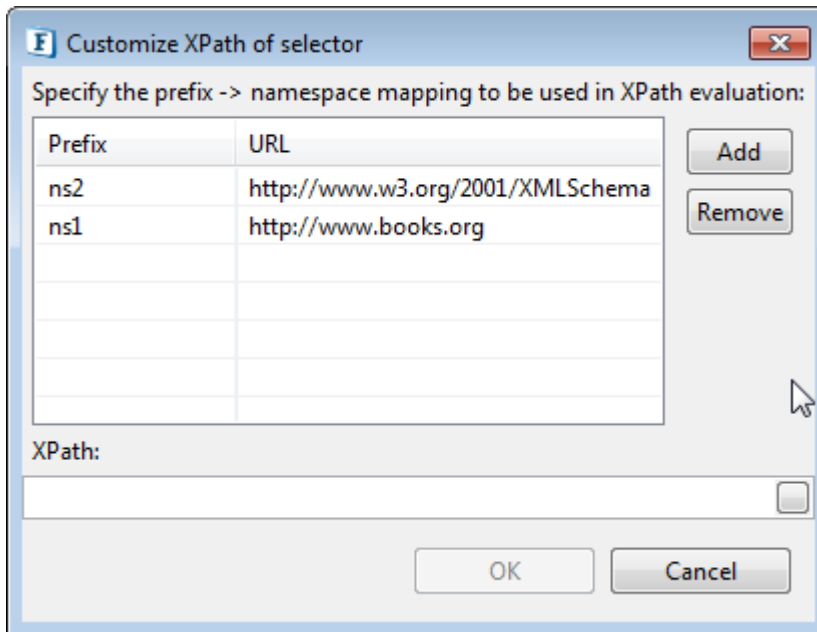 Customize XPath of selector
Specify the prefix -> namespace mapping to be used in XPath evaluation:
Prefix URL
Add
ns2 http://www.w3.org/2001/XMLSchema
Remove
ns1 http://www.books.org
XPath:
OK Cancel